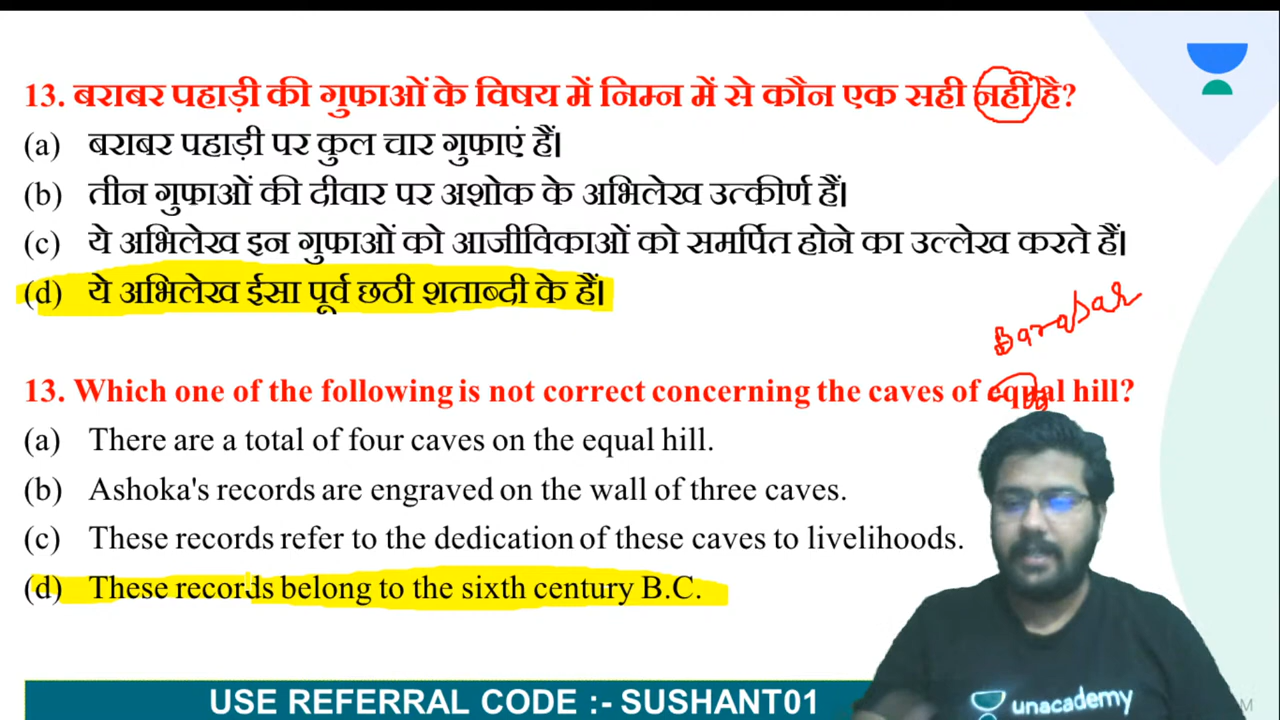 13. बराबर पहाड़ी की गुफाओं के विषय में निम्न में से कौन एक सही नहीं है?
(a) बराबर पहाड़ी पर कुल चार गुफाएं हैं।
(b) तीन गुफाओं की दीवार पर अशोक के अभिलेख उत्कीर्ण हैं।
(c) ये अभिलेख इन गुफाओं को आजीविकाओं को समर्पित होने का उल्लेख करते हैं।
(d) ये अभिलेख ईसा पूर्व छठी शताब्दी के हैं।
Barabar
13. Which one of the following is not correct concerning the caves of equal hill?
(a) There are a total of four caves on the equal hill.
(b) Ashoka's records are engraved on the wall of three caves.
(c) These records refer to the dedication of these caves to livelihoods.
(d) These records belong to the sixth century B.C.
USE REFERRAL CODE :- SUSHANT01
unacademy